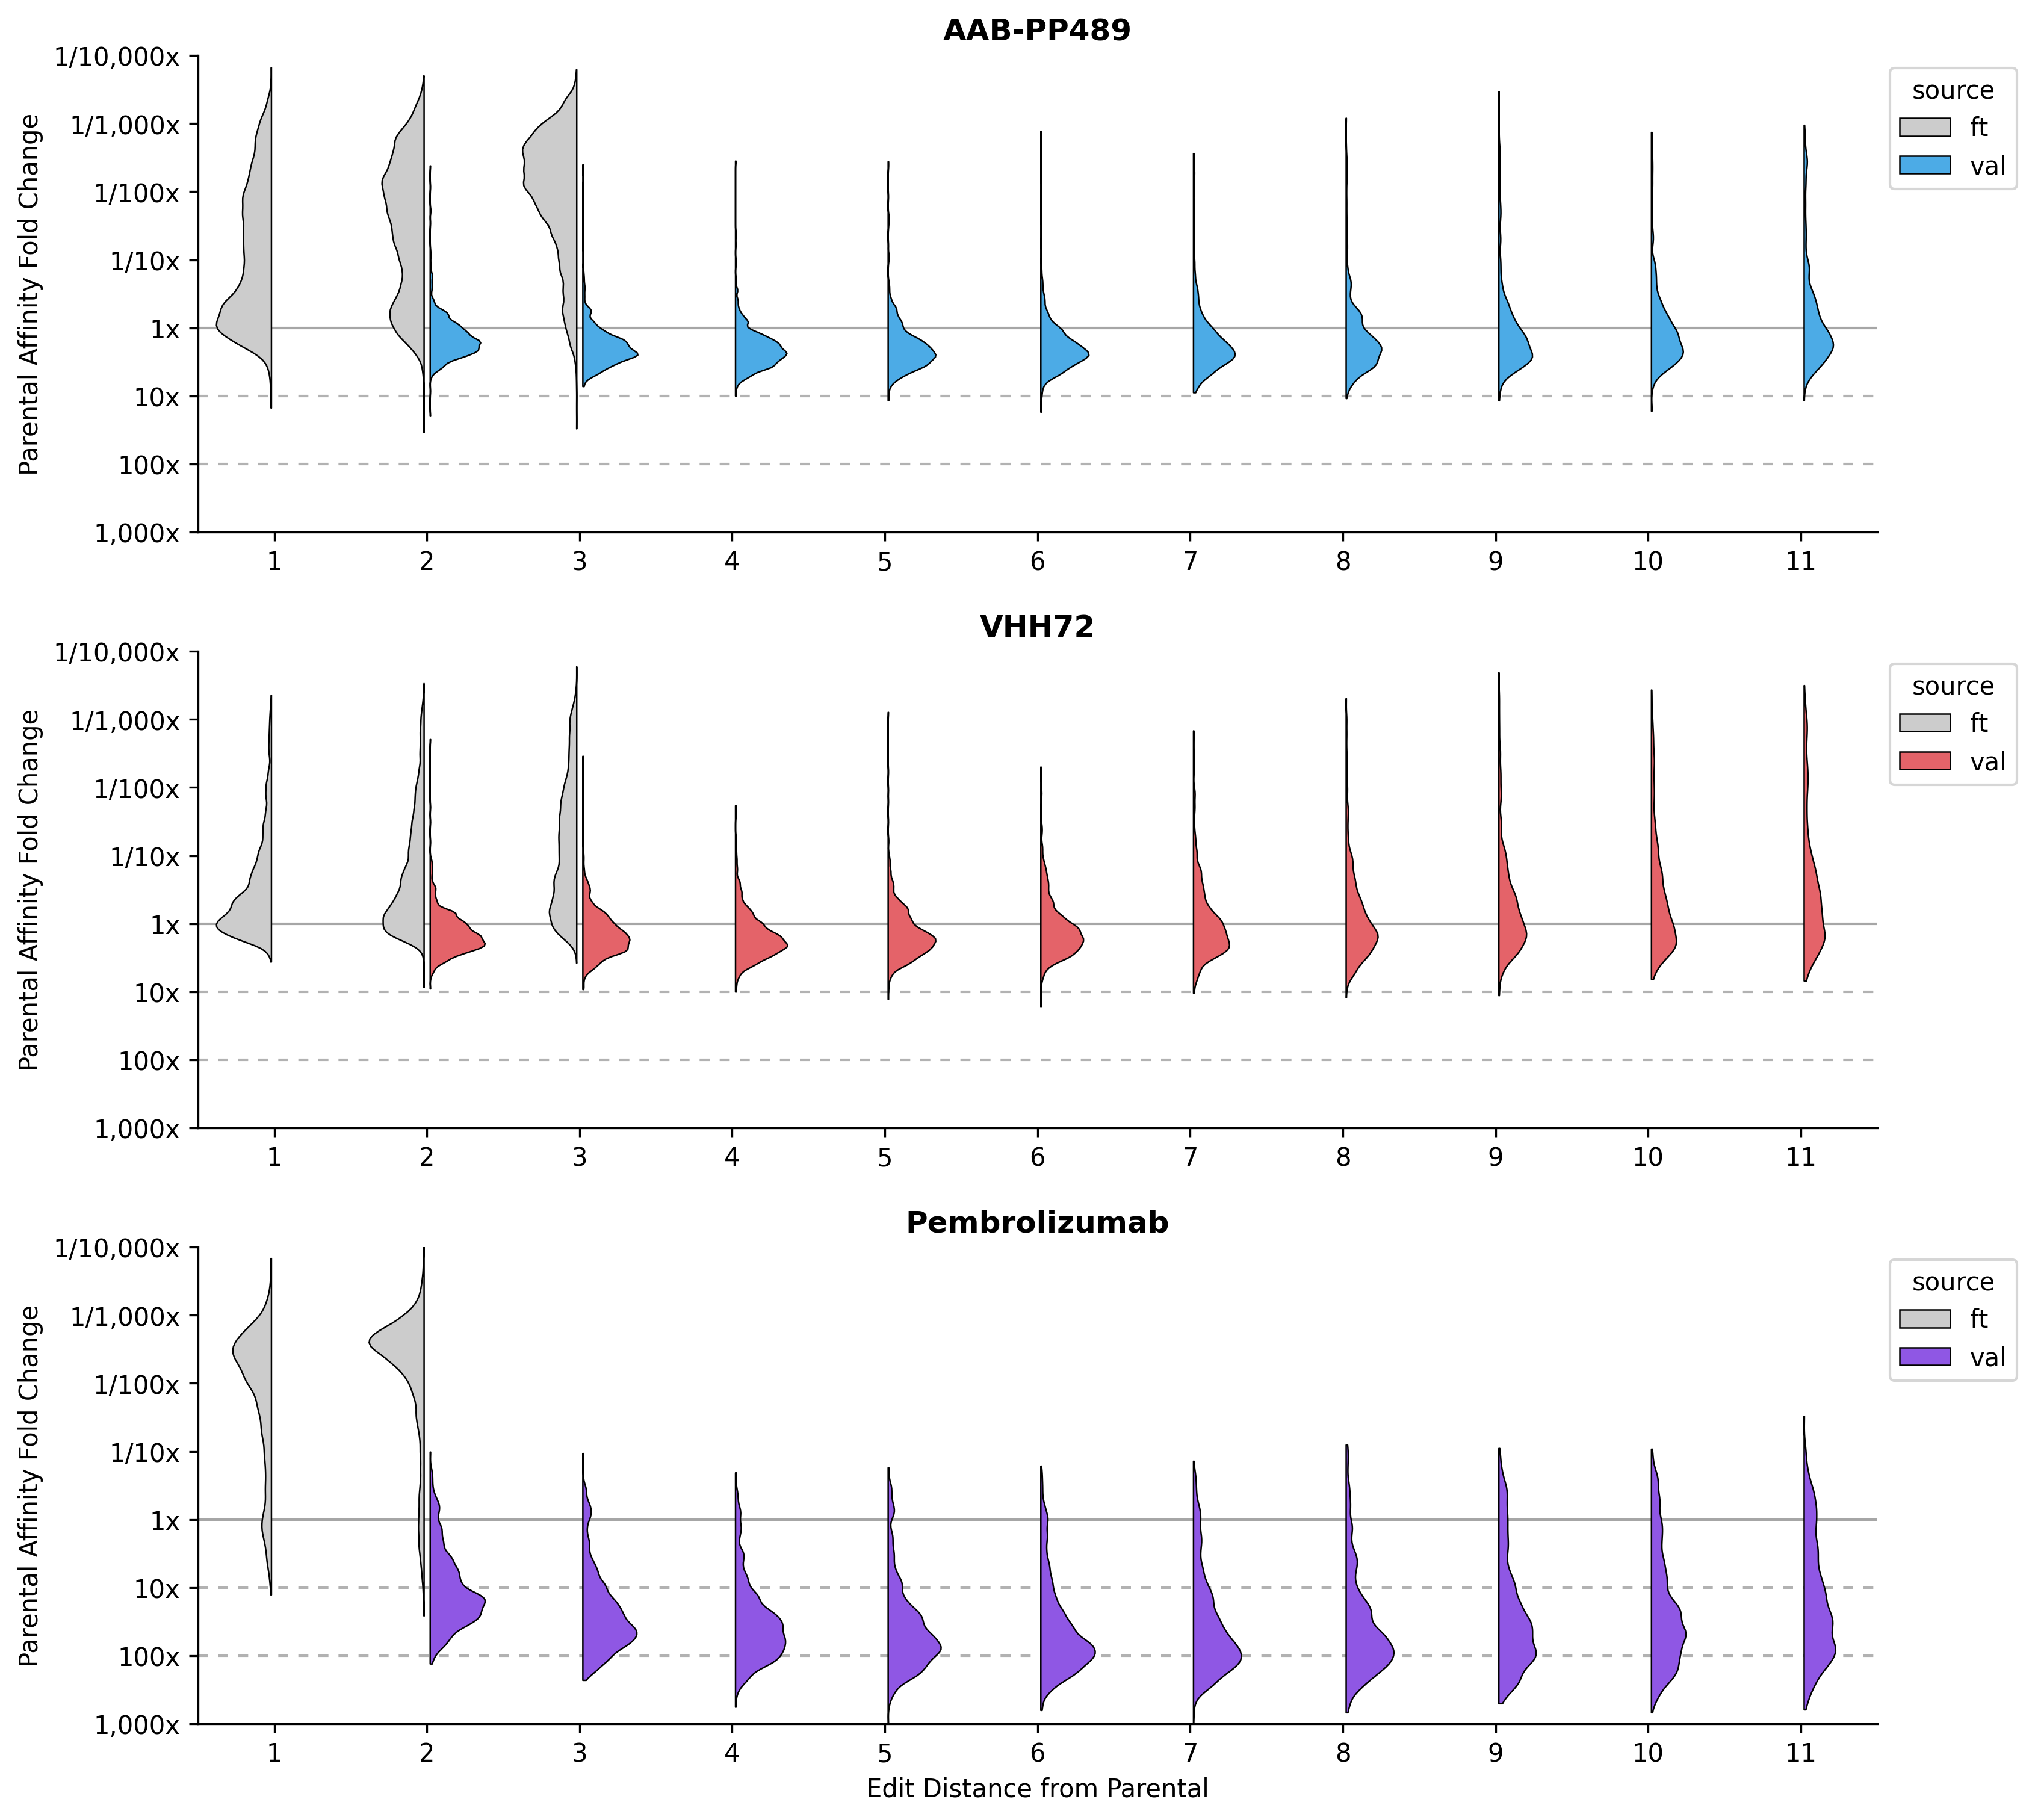 AAB-PP489
Parental Affinity Fold Change
1/10,000x
1/1,000x
1/100x
1/10x
1x
10x
100x
1,000x
1 2 3 4 5 6 7 8 9 10 11
source
ft
val
VHH72
Parental Affinity Fold Change
1/10,000x
1/1,000x
1/100x
1/10x
1x
10x
100x
1,000x
1 2 3 4 5 6 7 8 9 10 11
source
ft
val
Pembrolizumab
Parental Affinity Fold Change
1/10,000x
1/1,000x
1/100x
1/10x
1x
10x
100x
1,000x
1 2 3 4 5 6 7 8 9 10 11
Edit Distance from Parental
source
ft
val